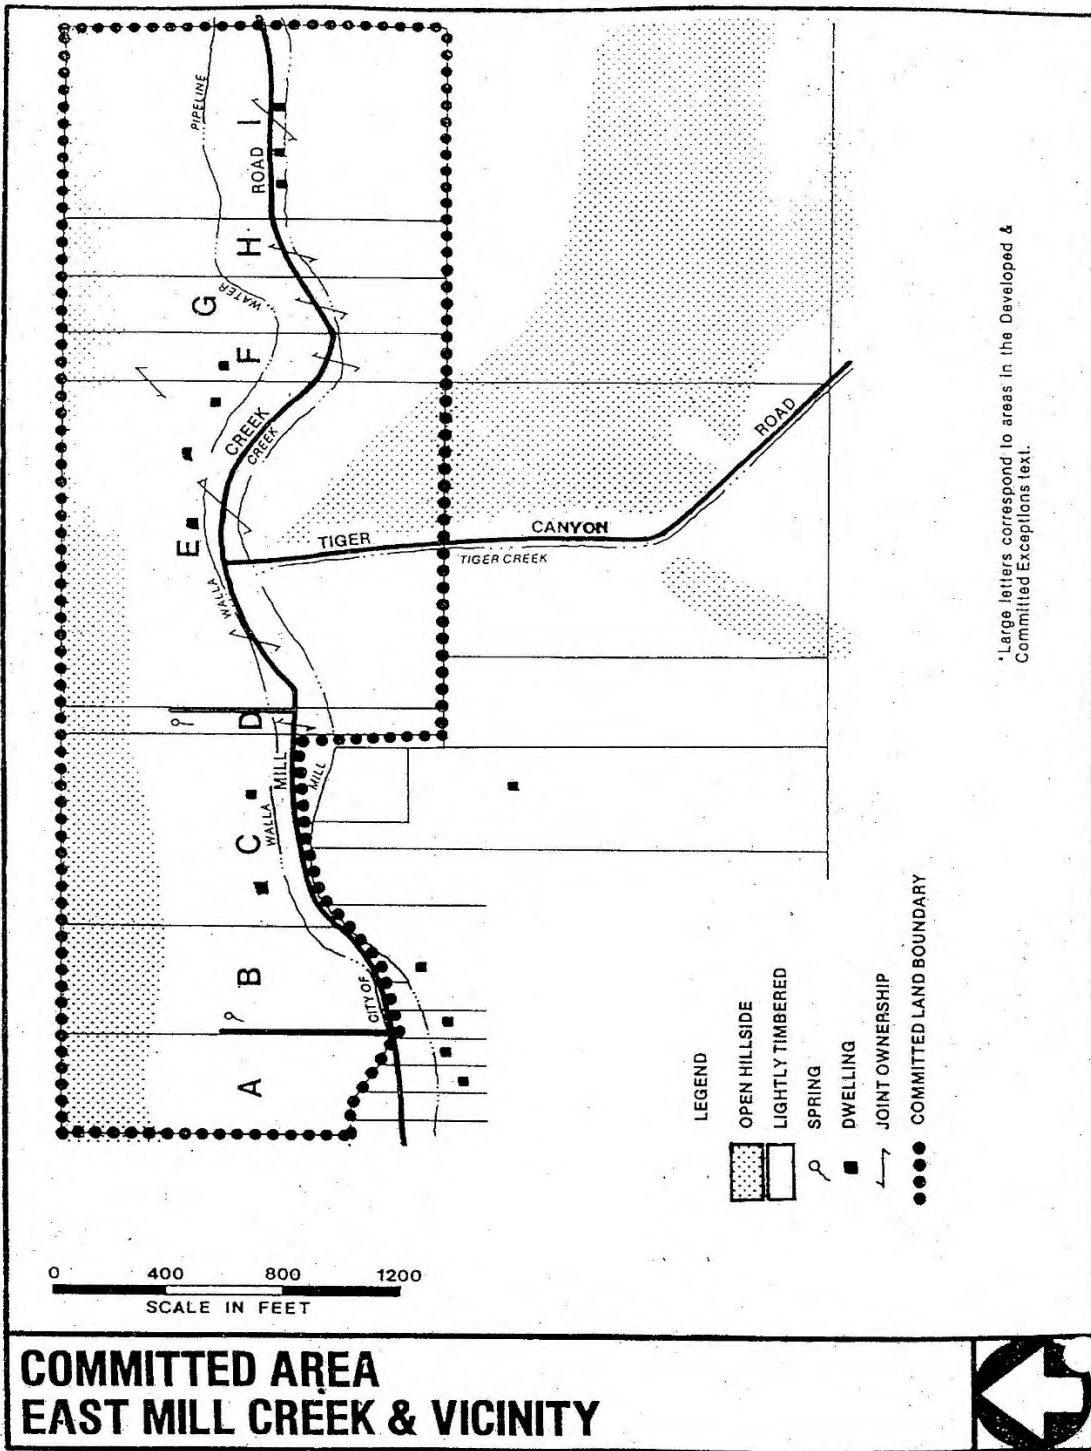 PIPELINE
I
ROAD
H
WATER
G
F
CREEK
CREEK
E
TIGER
CANYON
ROAD
TIGER CREEK
WALLA
D
MILL
MILL
WALLA
C
B
CITY OF
A
*Large letters correspond to areas in the Developed &
Committed Exceptions text.
LEGEND
OPEN HILLSIDE
LIGHTLY TIMBERED
SPRING
DWELLING
JOINT OWNERSHIP
COMMITTED LAND BOUNDARY
0 400 800 1200
SCALE IN FEET
COMMITTED AREA
EAST MILL CREEK & VICINITY